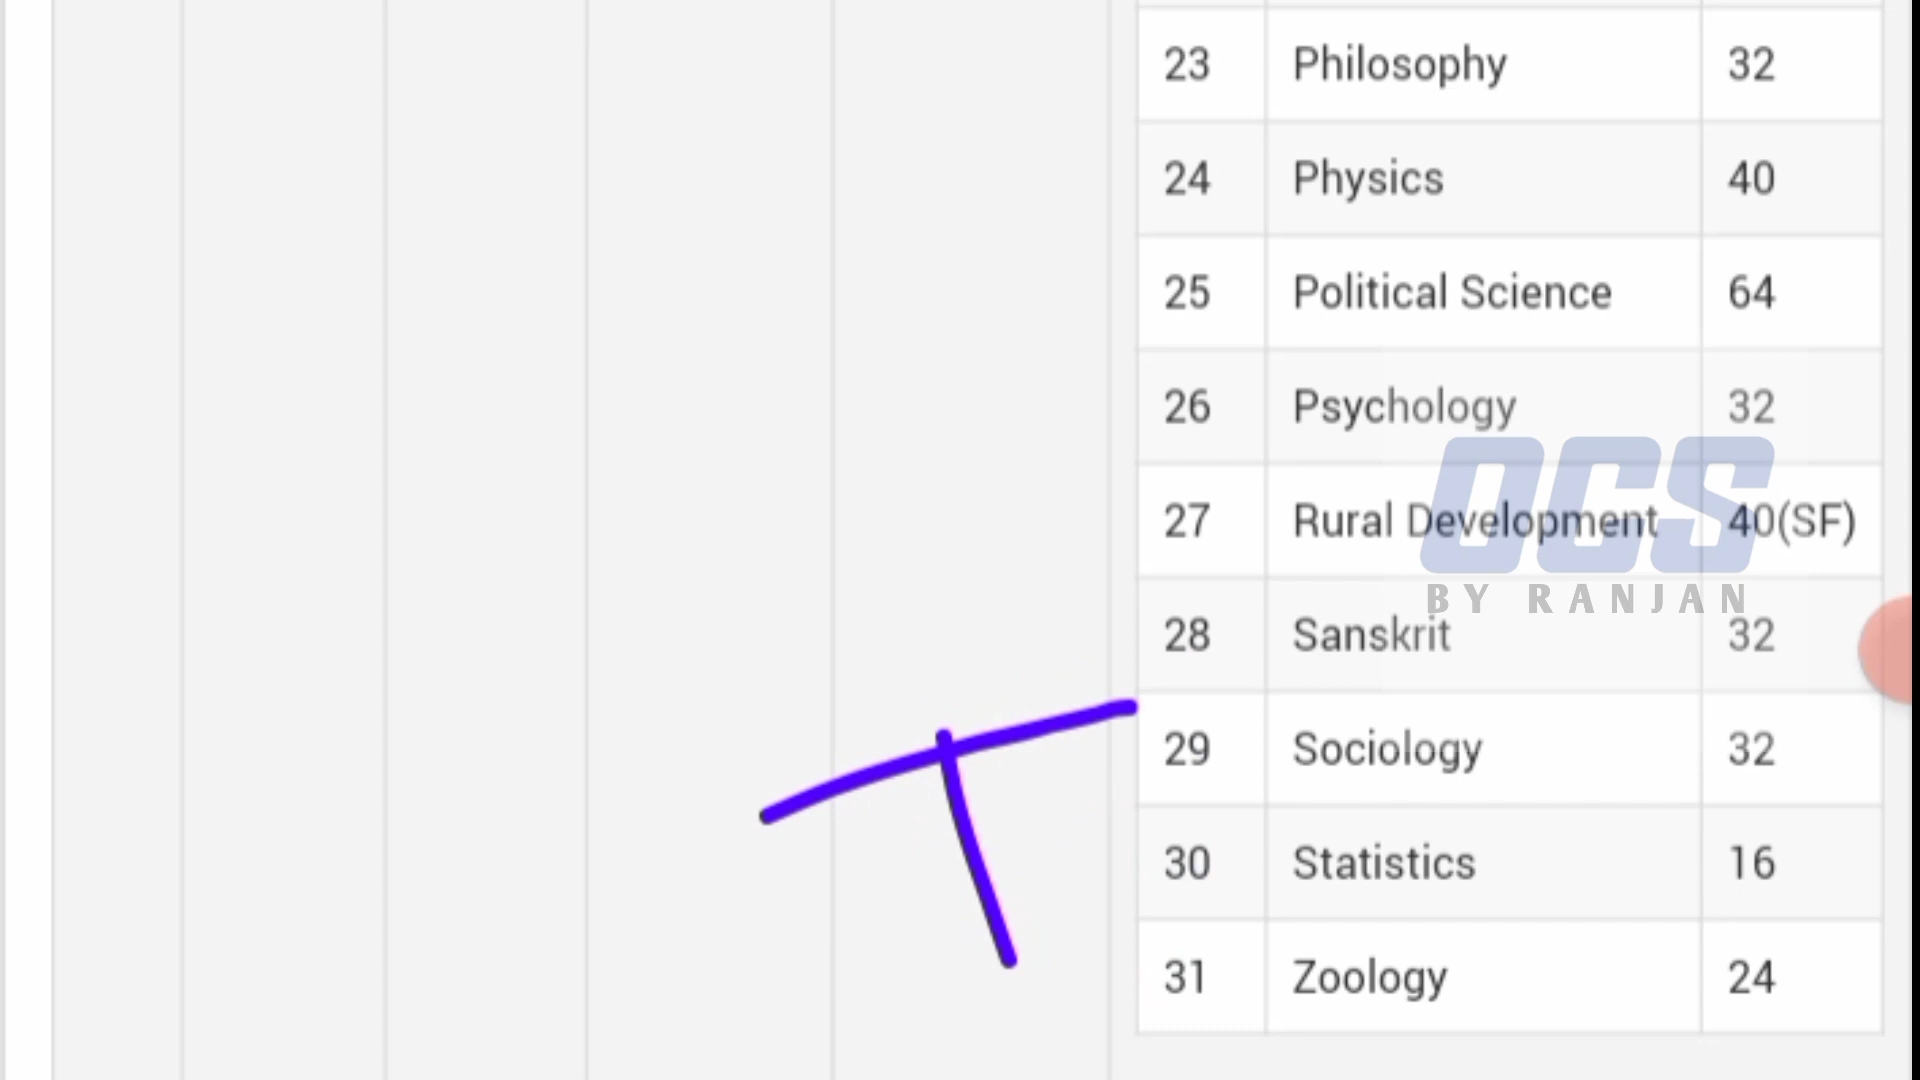 23 Philosophy 32
24 Physics 40
25 Political Science 64
26 Psychology 32
27 Rural Development 40(SF)
OCS
BY RANJAN
28 Sanskrit 32
29 Sociology 32
30 Statistics 16
31 Zoology 24